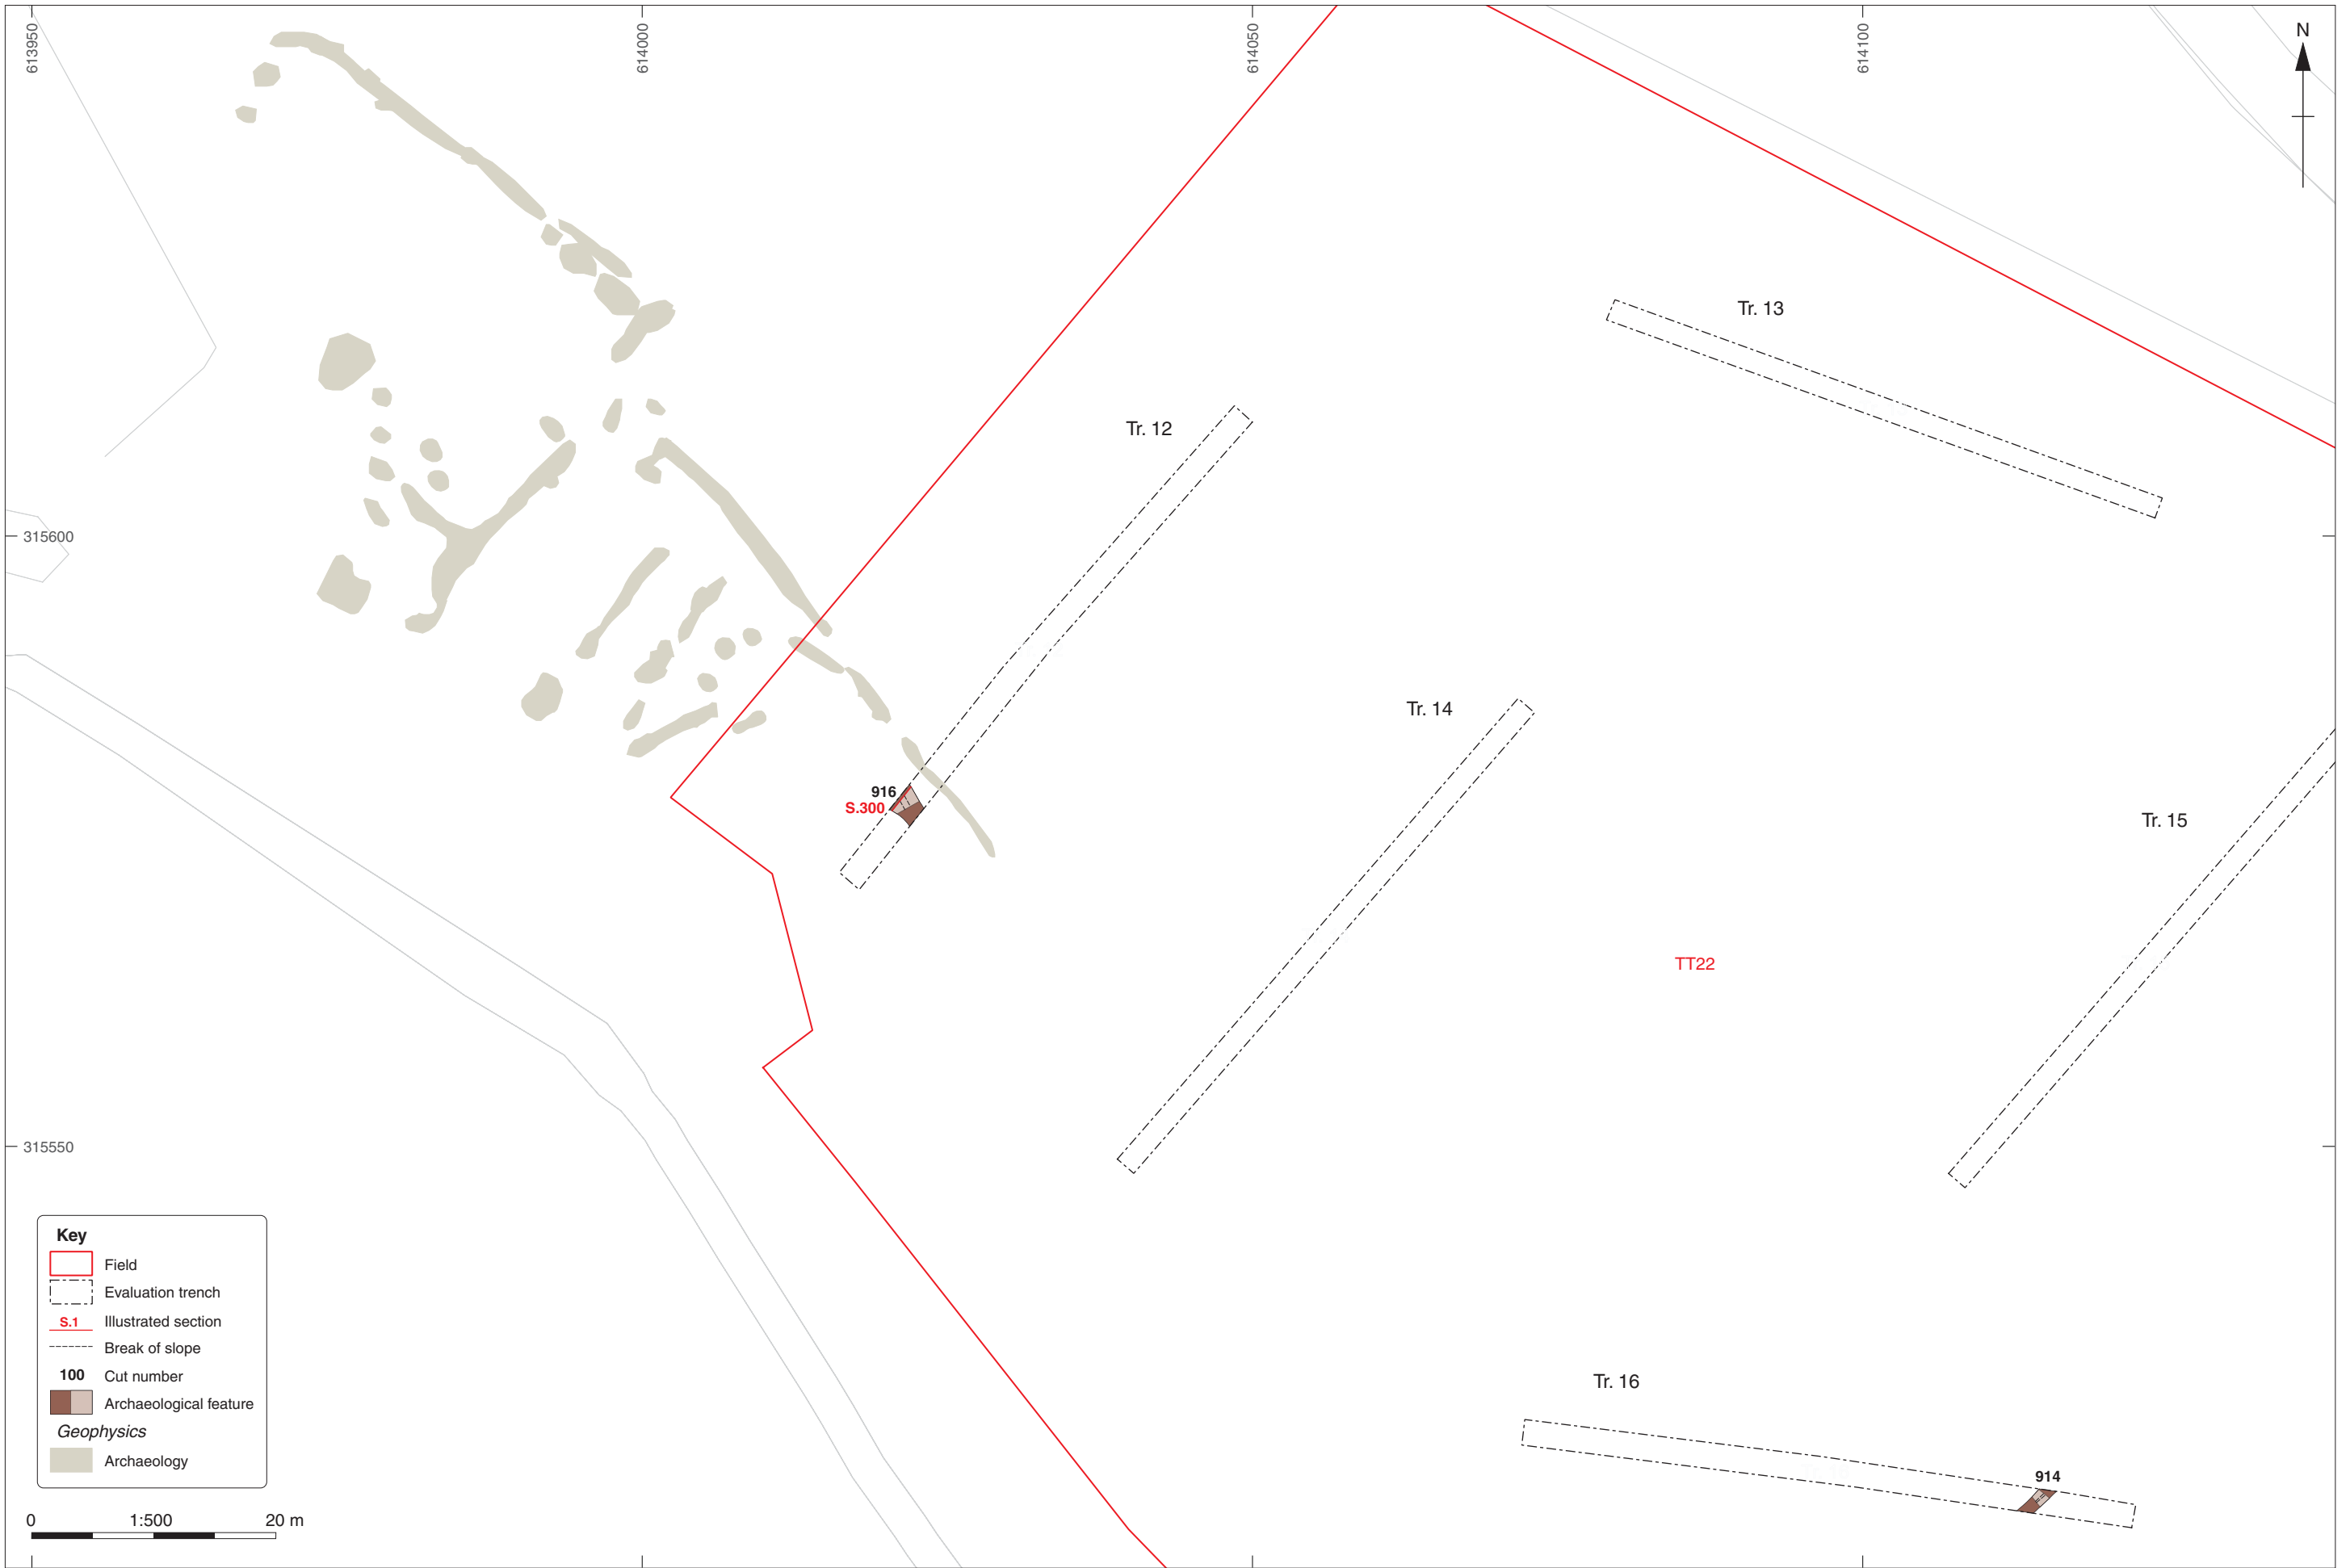 613950
614000
614050
614100
N
Tr. 13
Tr. 12
315600
Tr. 14
916
S.300
Tr. 15
TT22
315550
Tr. 16
914
Key
Field
Evaluation trench
S.1 Illustrated section
Break of slope
100 Cut number
Archaeological feature
Geophysics
Archaeology
0 1:500 20 m